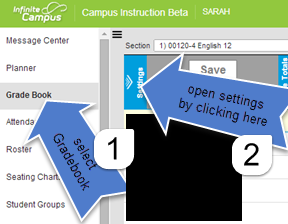 Infinite
Campus
Campus Instruction Beta
SARAH
Message Center
Planner
Grade Book
Attenda
Roster
Seating Chart
Student Groups
Section
1) 00120-4 English 12
Settings
Save
Totals
select
Gradebook
1
open settings
by clicking here
2